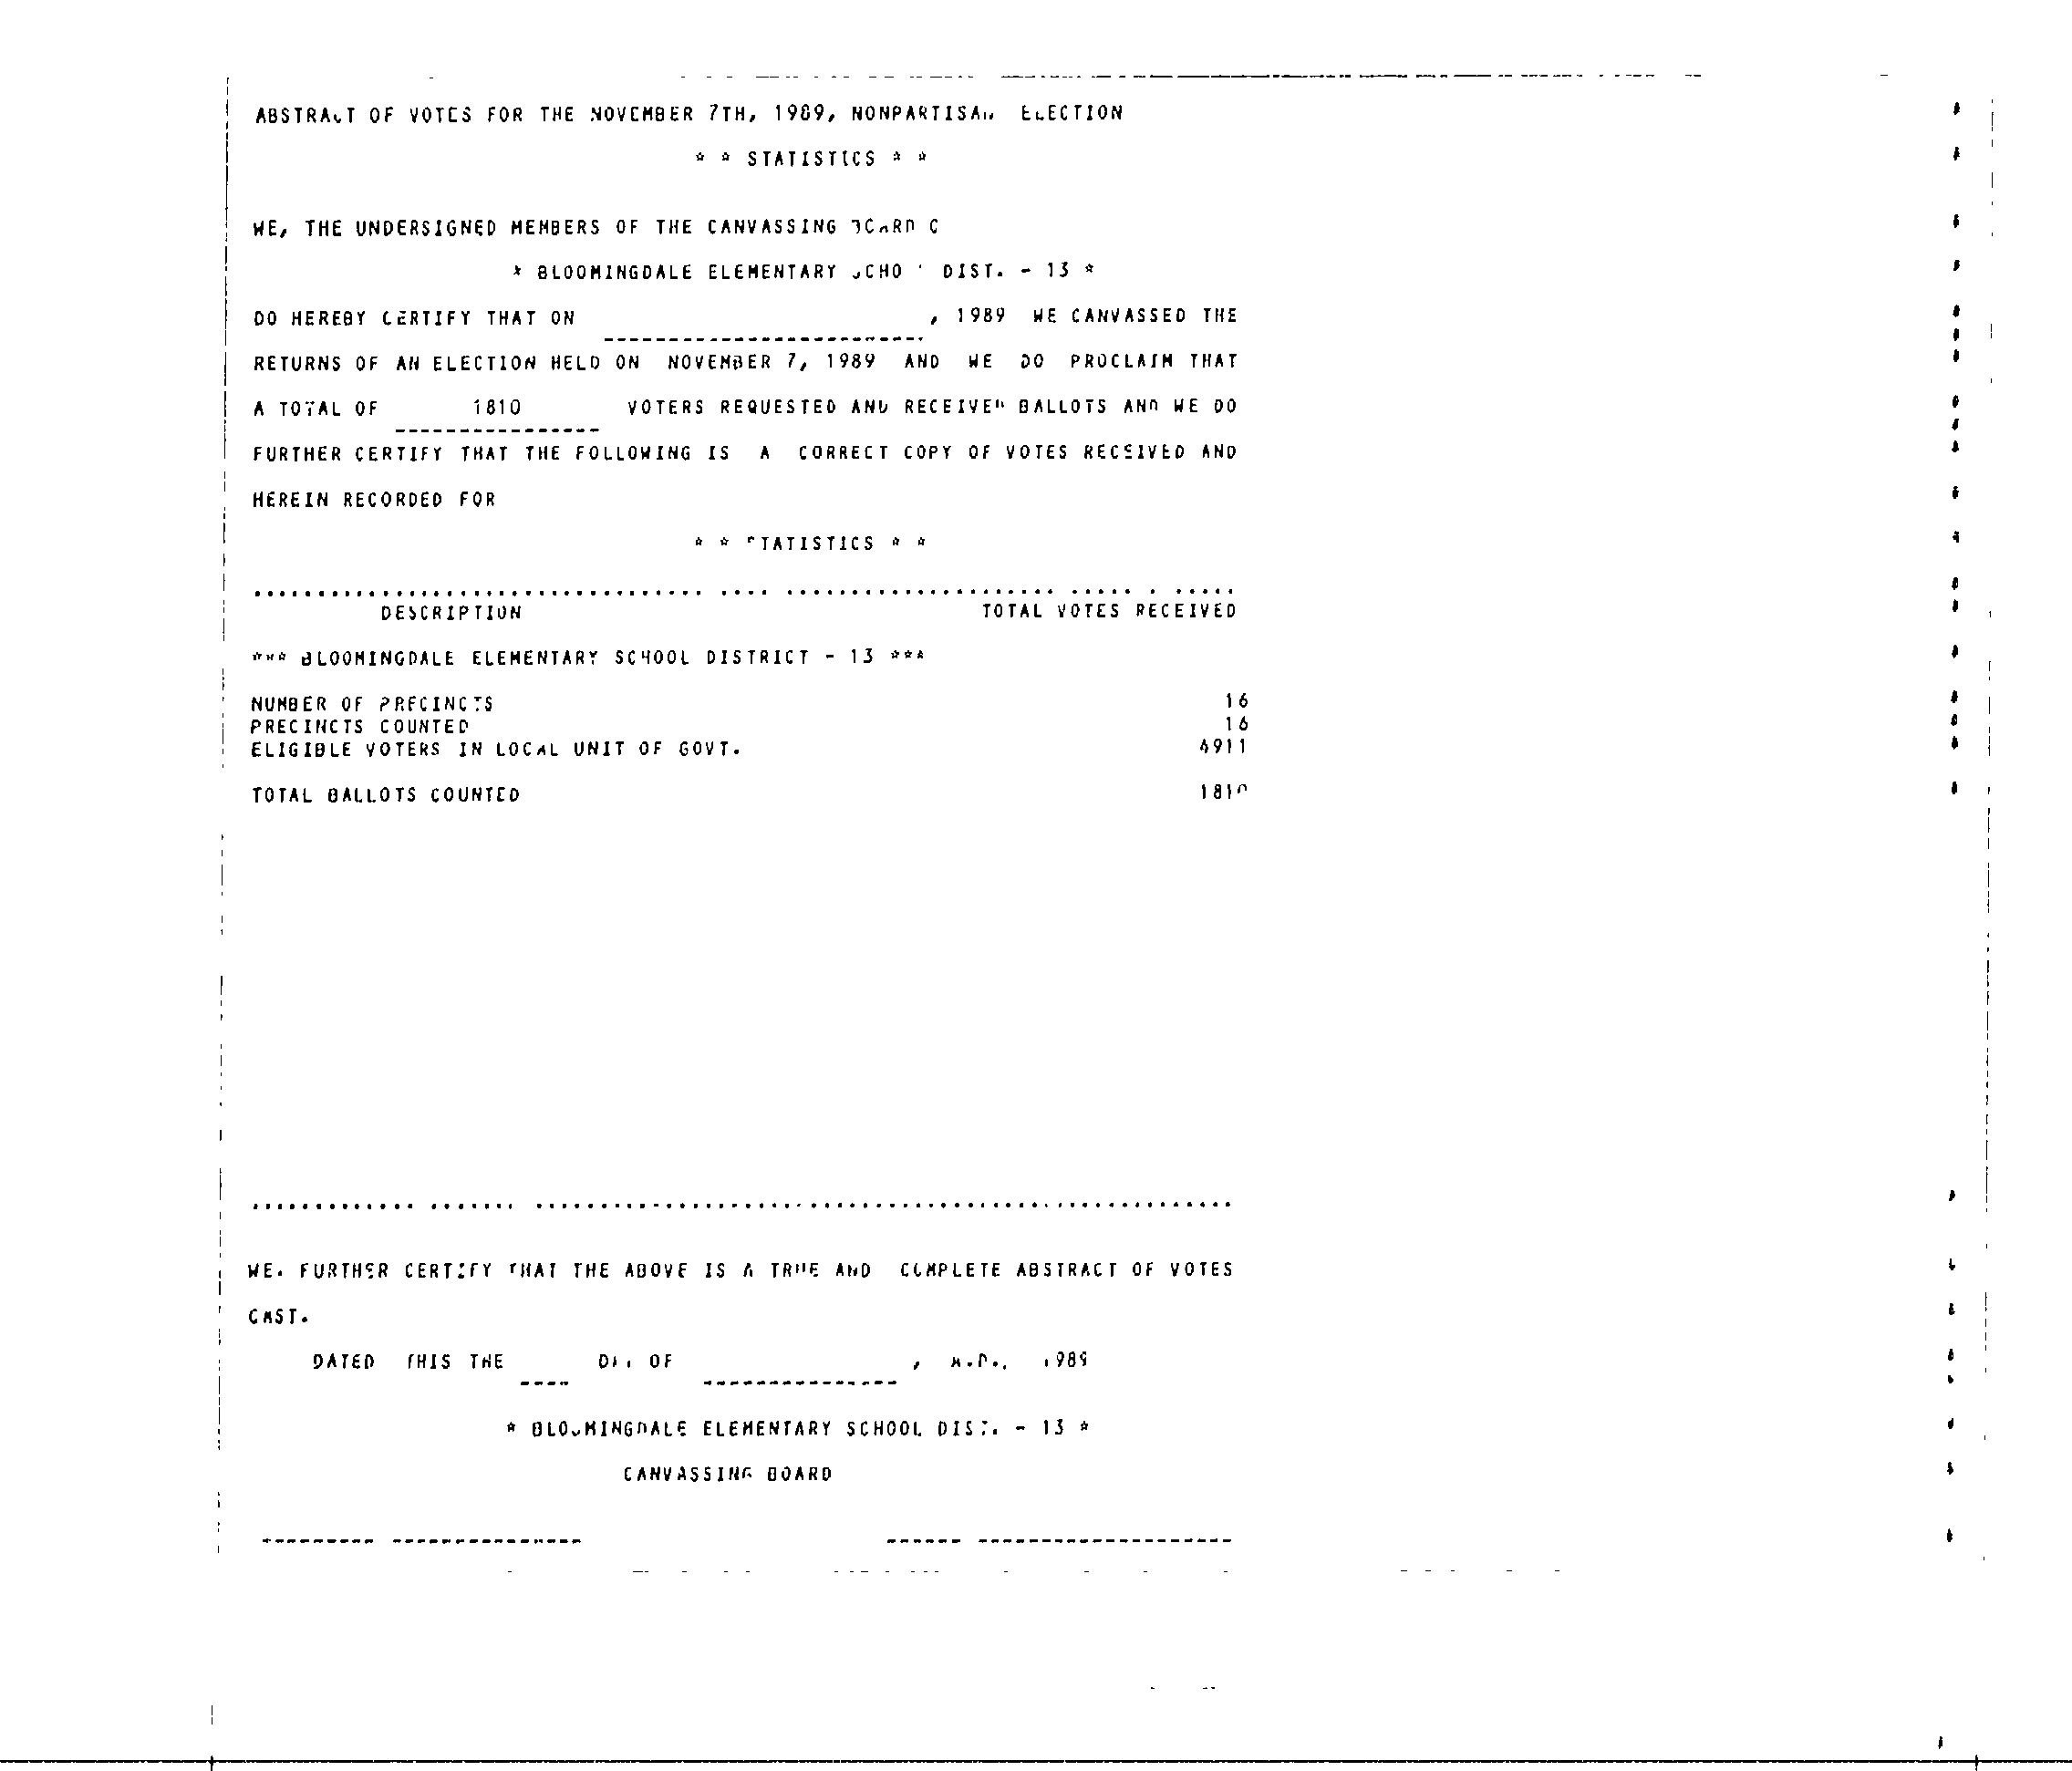 ABSTRACT OF VOTES FOR THE NOVEMBER 7TH, 1989, NONPARTISAN ELECTION
* * STATISTICS * *
WE, THE UNDERSIGNED MEMBERS OF THE CANVASSING BOARD
* BLOOMINGDALE ELEMENTARY SCHOOL DIST. - 13 *
DO HEREBY CERTIFY THAT ON , 1989 WE CANVASSED THE
RETURNS OF AN ELECTION HELD ON NOVEMBER 7, 1989 AND WE DO PROCLAIM THAT
A TOTAL OF 1810 VOTERS REQUESTED AND RECEIVED BALLOTS AND WE DO
FURTHER CERTIFY THAT THE FOLLOWING IS A CORRECT COPY OF VOTES RECEIVED AND
HEREIN RECORDED FOR
* * STATISTICS * *
DESCRIPTION TOTAL VOTES RECEIVED
*** BLOOMINGDALE ELEMENTARY SCHOOL DISTRICT - 13 ***
NUMBER OF PRECINCTS 16
PRECINCTS COUNTED 16
ELIGIBLE VOTERS IN LOCAL UNIT OF GOVT.
TOTAL BALLOTS COUNTED 1810
WE. FURTHER CERTIFY THAT THE ABOVE IS A TRUE AND COMPLETE ABSTRACT OF VOTES
CAST.
DATED THIS THE DAY OF , A.D., 1989
* BLOOMINGDALE ELEMENTARY SCHOOL DIST. - 13 *
CANVASSING BOARD